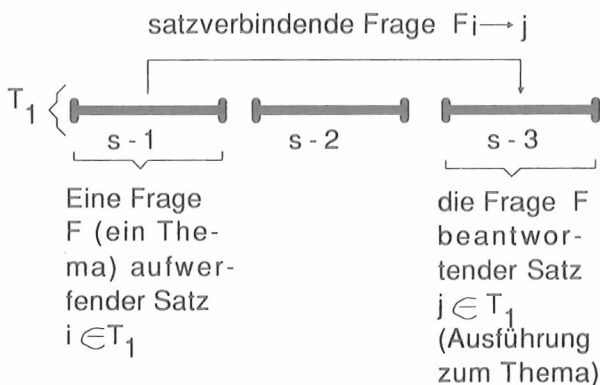 satzverbindende Frage F i → j
T1
s - 1
s - 2
s - 3
Eine Frage
F (ein The-
ma) aufwer-
fender Satz
i ∈ T1
die Frage F
beantwor-
tender Satz
j ∈ T1
(Ausführung
zum Thema)